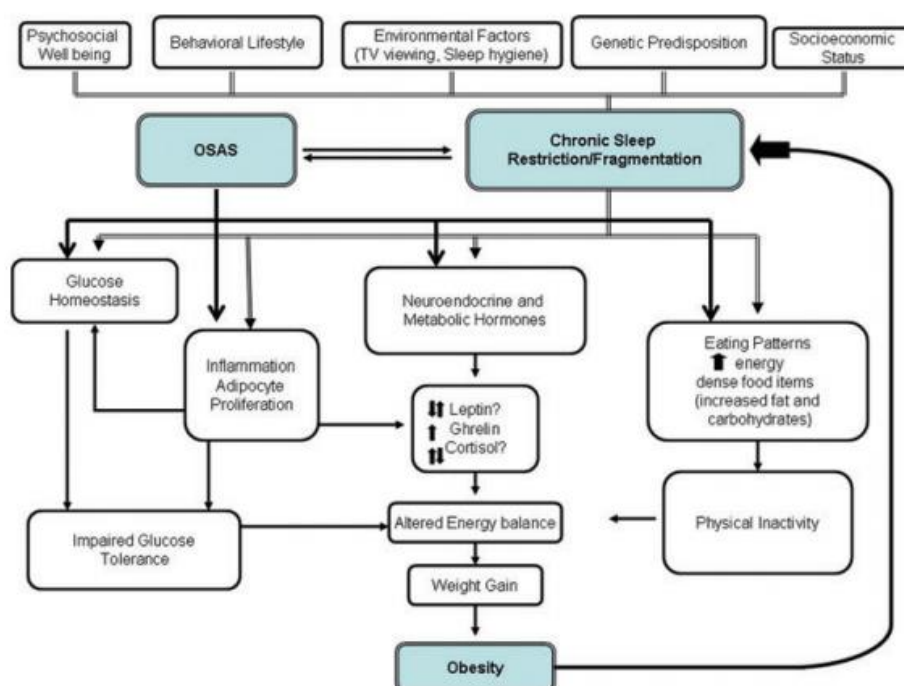 Psychosocial
Well being
Behavioral Lifestyle
Environmental Factors
(TV viewing, Sleep hygiene)
Genetic Predisposition
Socioeconomic
Status
OSAS
Chronic Sleep
Restriction/Fragmentation
Glucose
Homeostasis
Neuroendocrine and
Metabolic Hormones
Inflammation
Adipocyte
Proliferation
Eating Patterns
energy
dense food items
(increased fat and
carbohydrates)
Leptin?
Ghrelin
Cortisol?
Impaired Glucose
Tolerance
Altered Energy balance
Physical Inactivity
Weight Gain
Obesity